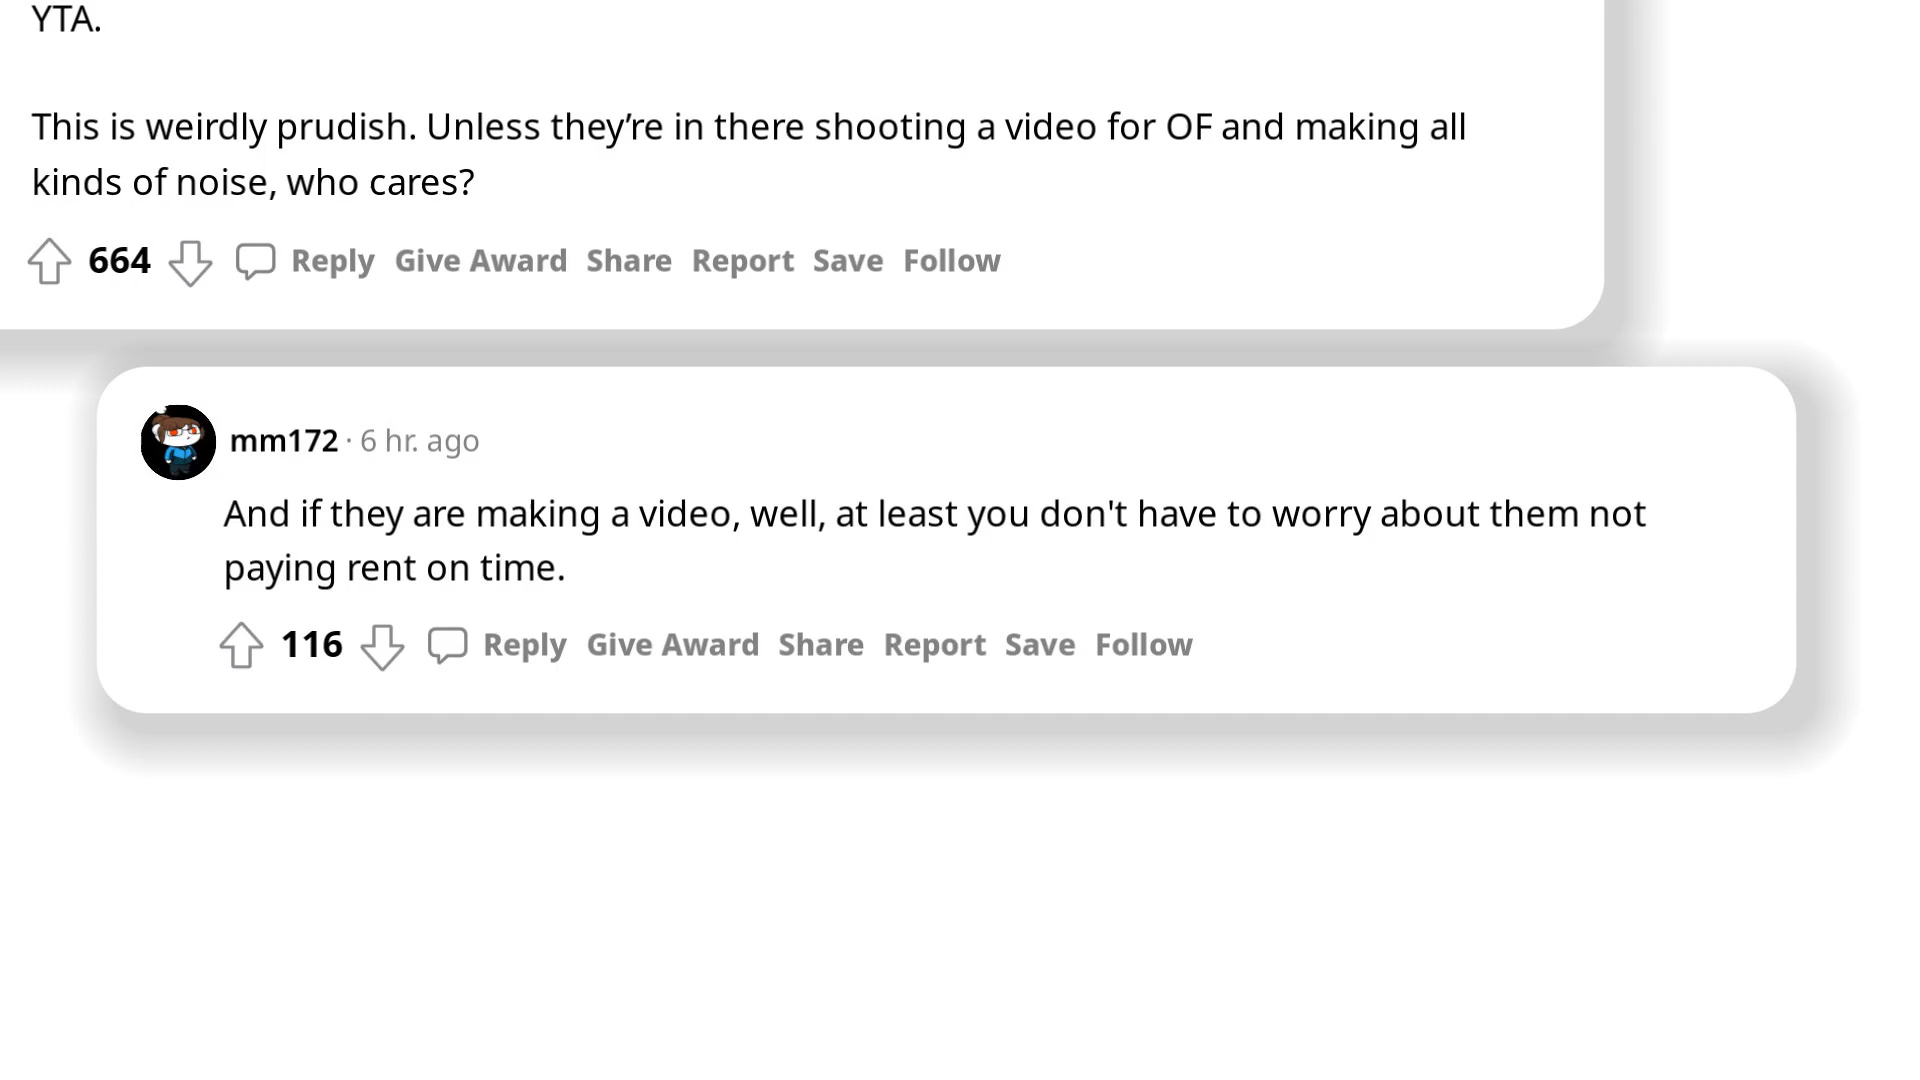 YTA.
This is weirdly prudish. Unless they’re in there shooting a video for OF and making all
kinds of noise, who cares?
664 Reply Give Award Share Report Save Follow
mm172 · 6 hr. ago
And if they are making a video, well, at least you don't have to worry about them not
paying rent on time.
116 Reply Give Award Share Report Save Follow